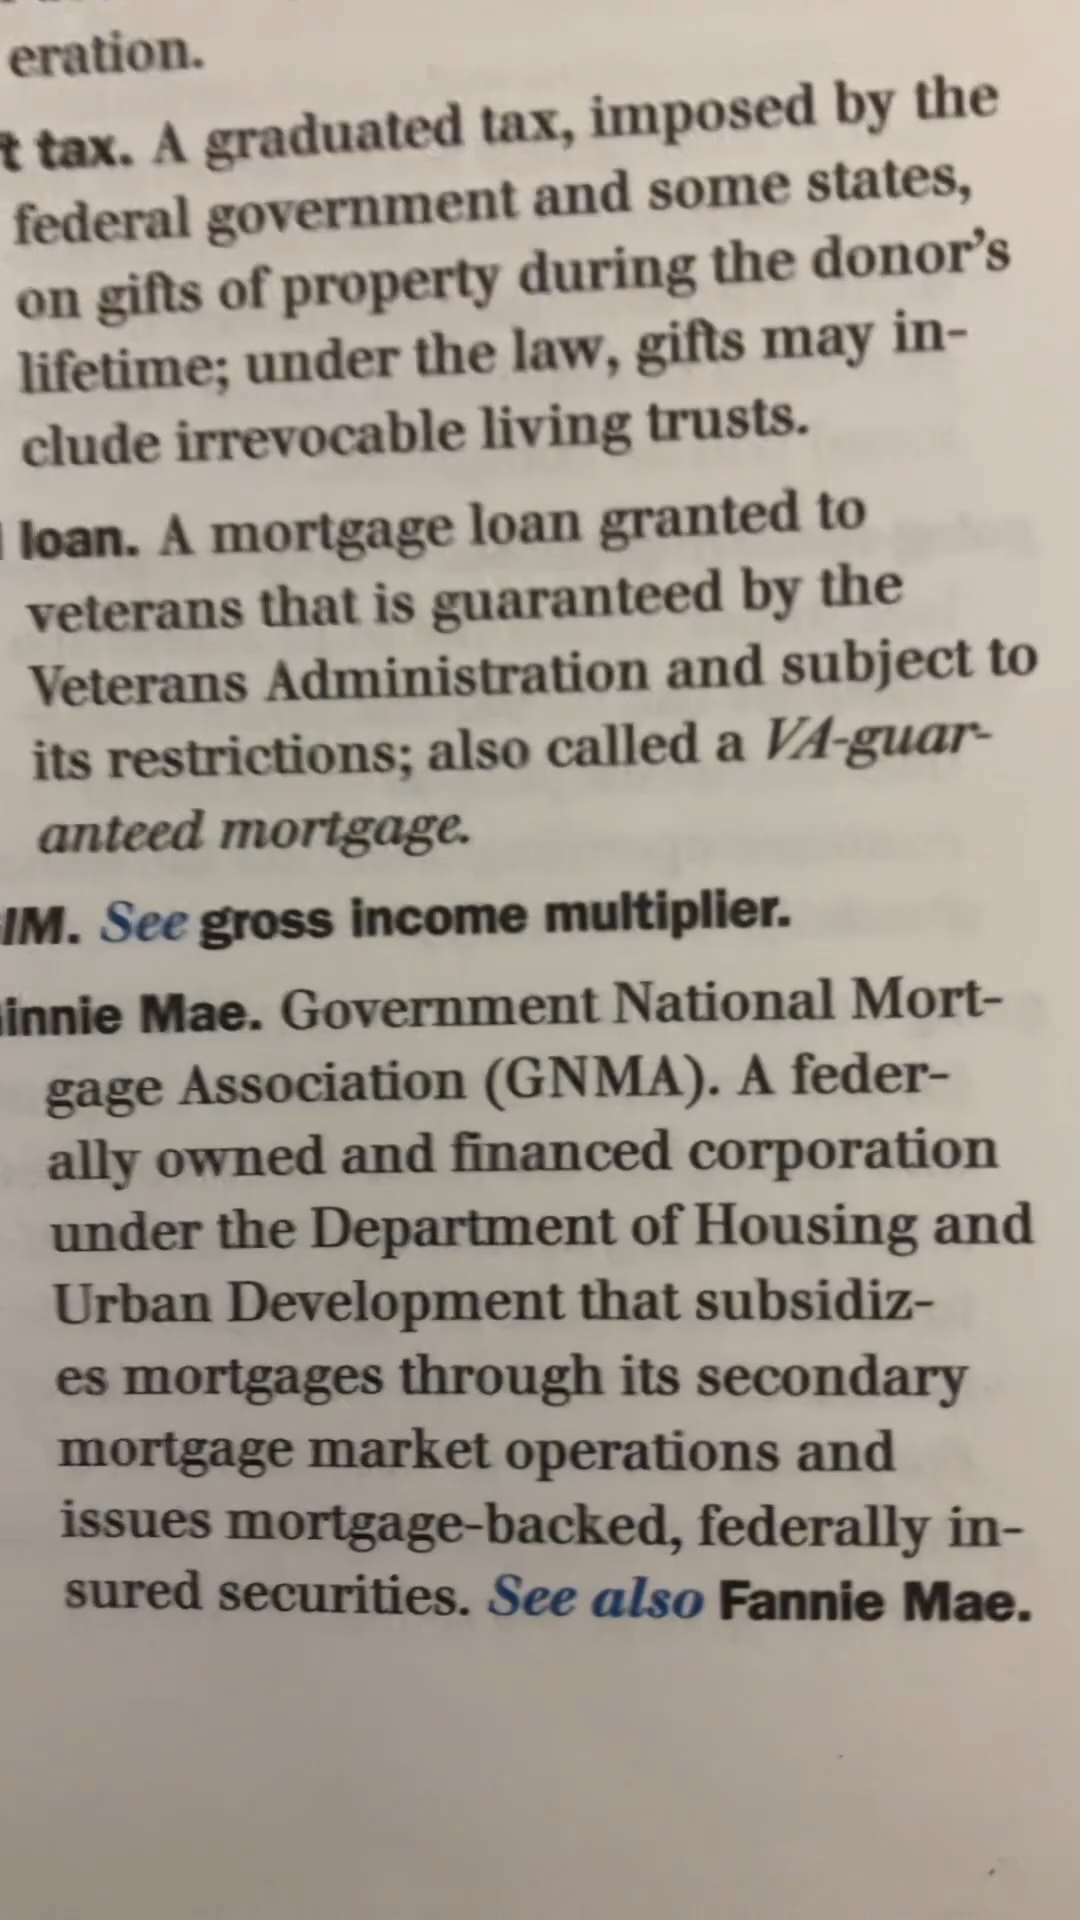 eration.
t tax. A graduated tax, imposed by the
federal government and some states,
on gifts of property during the donor's
lifetime; under the law, gifts may in-
clude irrevocable living trusts.
loan. A mortgage loan granted to
veterans that is guaranteed by the
Veterans Administration and subject to
its restrictions; also called a VA-guar-
anteed mortgage.
IM. See gross income multiplier.
innie Mae. Government National Mort-
gage Association (GNMA). A feder-
ally owned and financed corporation
under the Department of Housing and
Urban Development that subsidiz-
es mortgages through its secondary
mortgage market operations and
issues mortgage-backed, federally in-
sured securities. See also Fannie Mae.